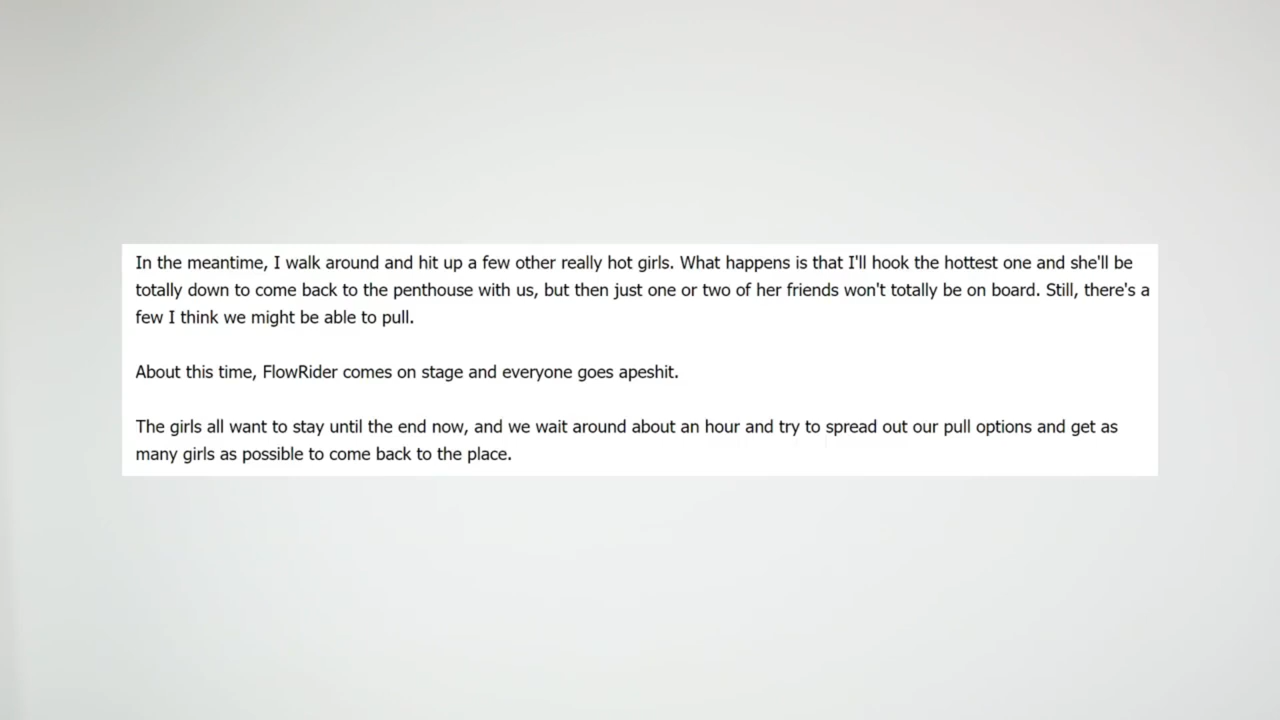 In the meantime, I walk around and hit up a few other really hot girls. What happens is that I'll hook the hottest one and she'll be
totally down to come back to the penthouse with us, but then just one or two of her friends won't totally be on board. Still, there's a
few I think we might be able to pull.
About this time, FlowRider comes on stage and everyone goes apeshit.
The girls all want to stay until the end now, and we wait around about an hour and try to spread out our pull options and get as
many girls as possible to come back to the place.